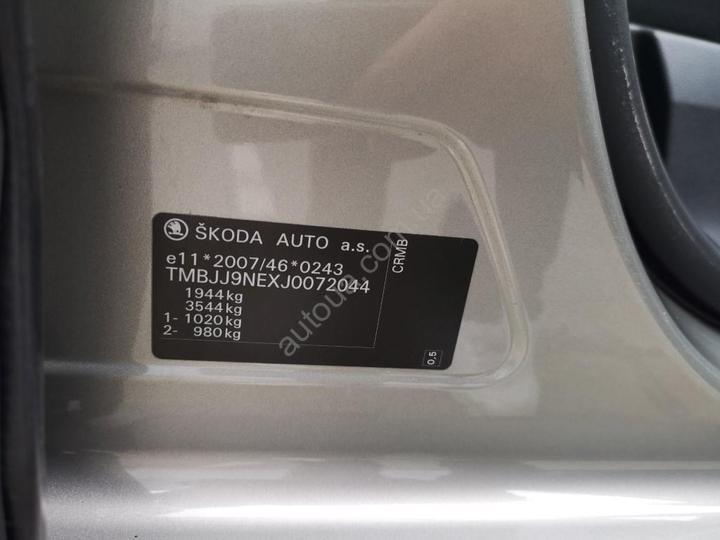 ŠKODA AUTO a.s.
e11*2007/46*0243
TMBJJ9NEXJ0072044
1944kg
3544kg
1- 1020kg
2- 980kg
CRMB
0,5
autoua.com.ua